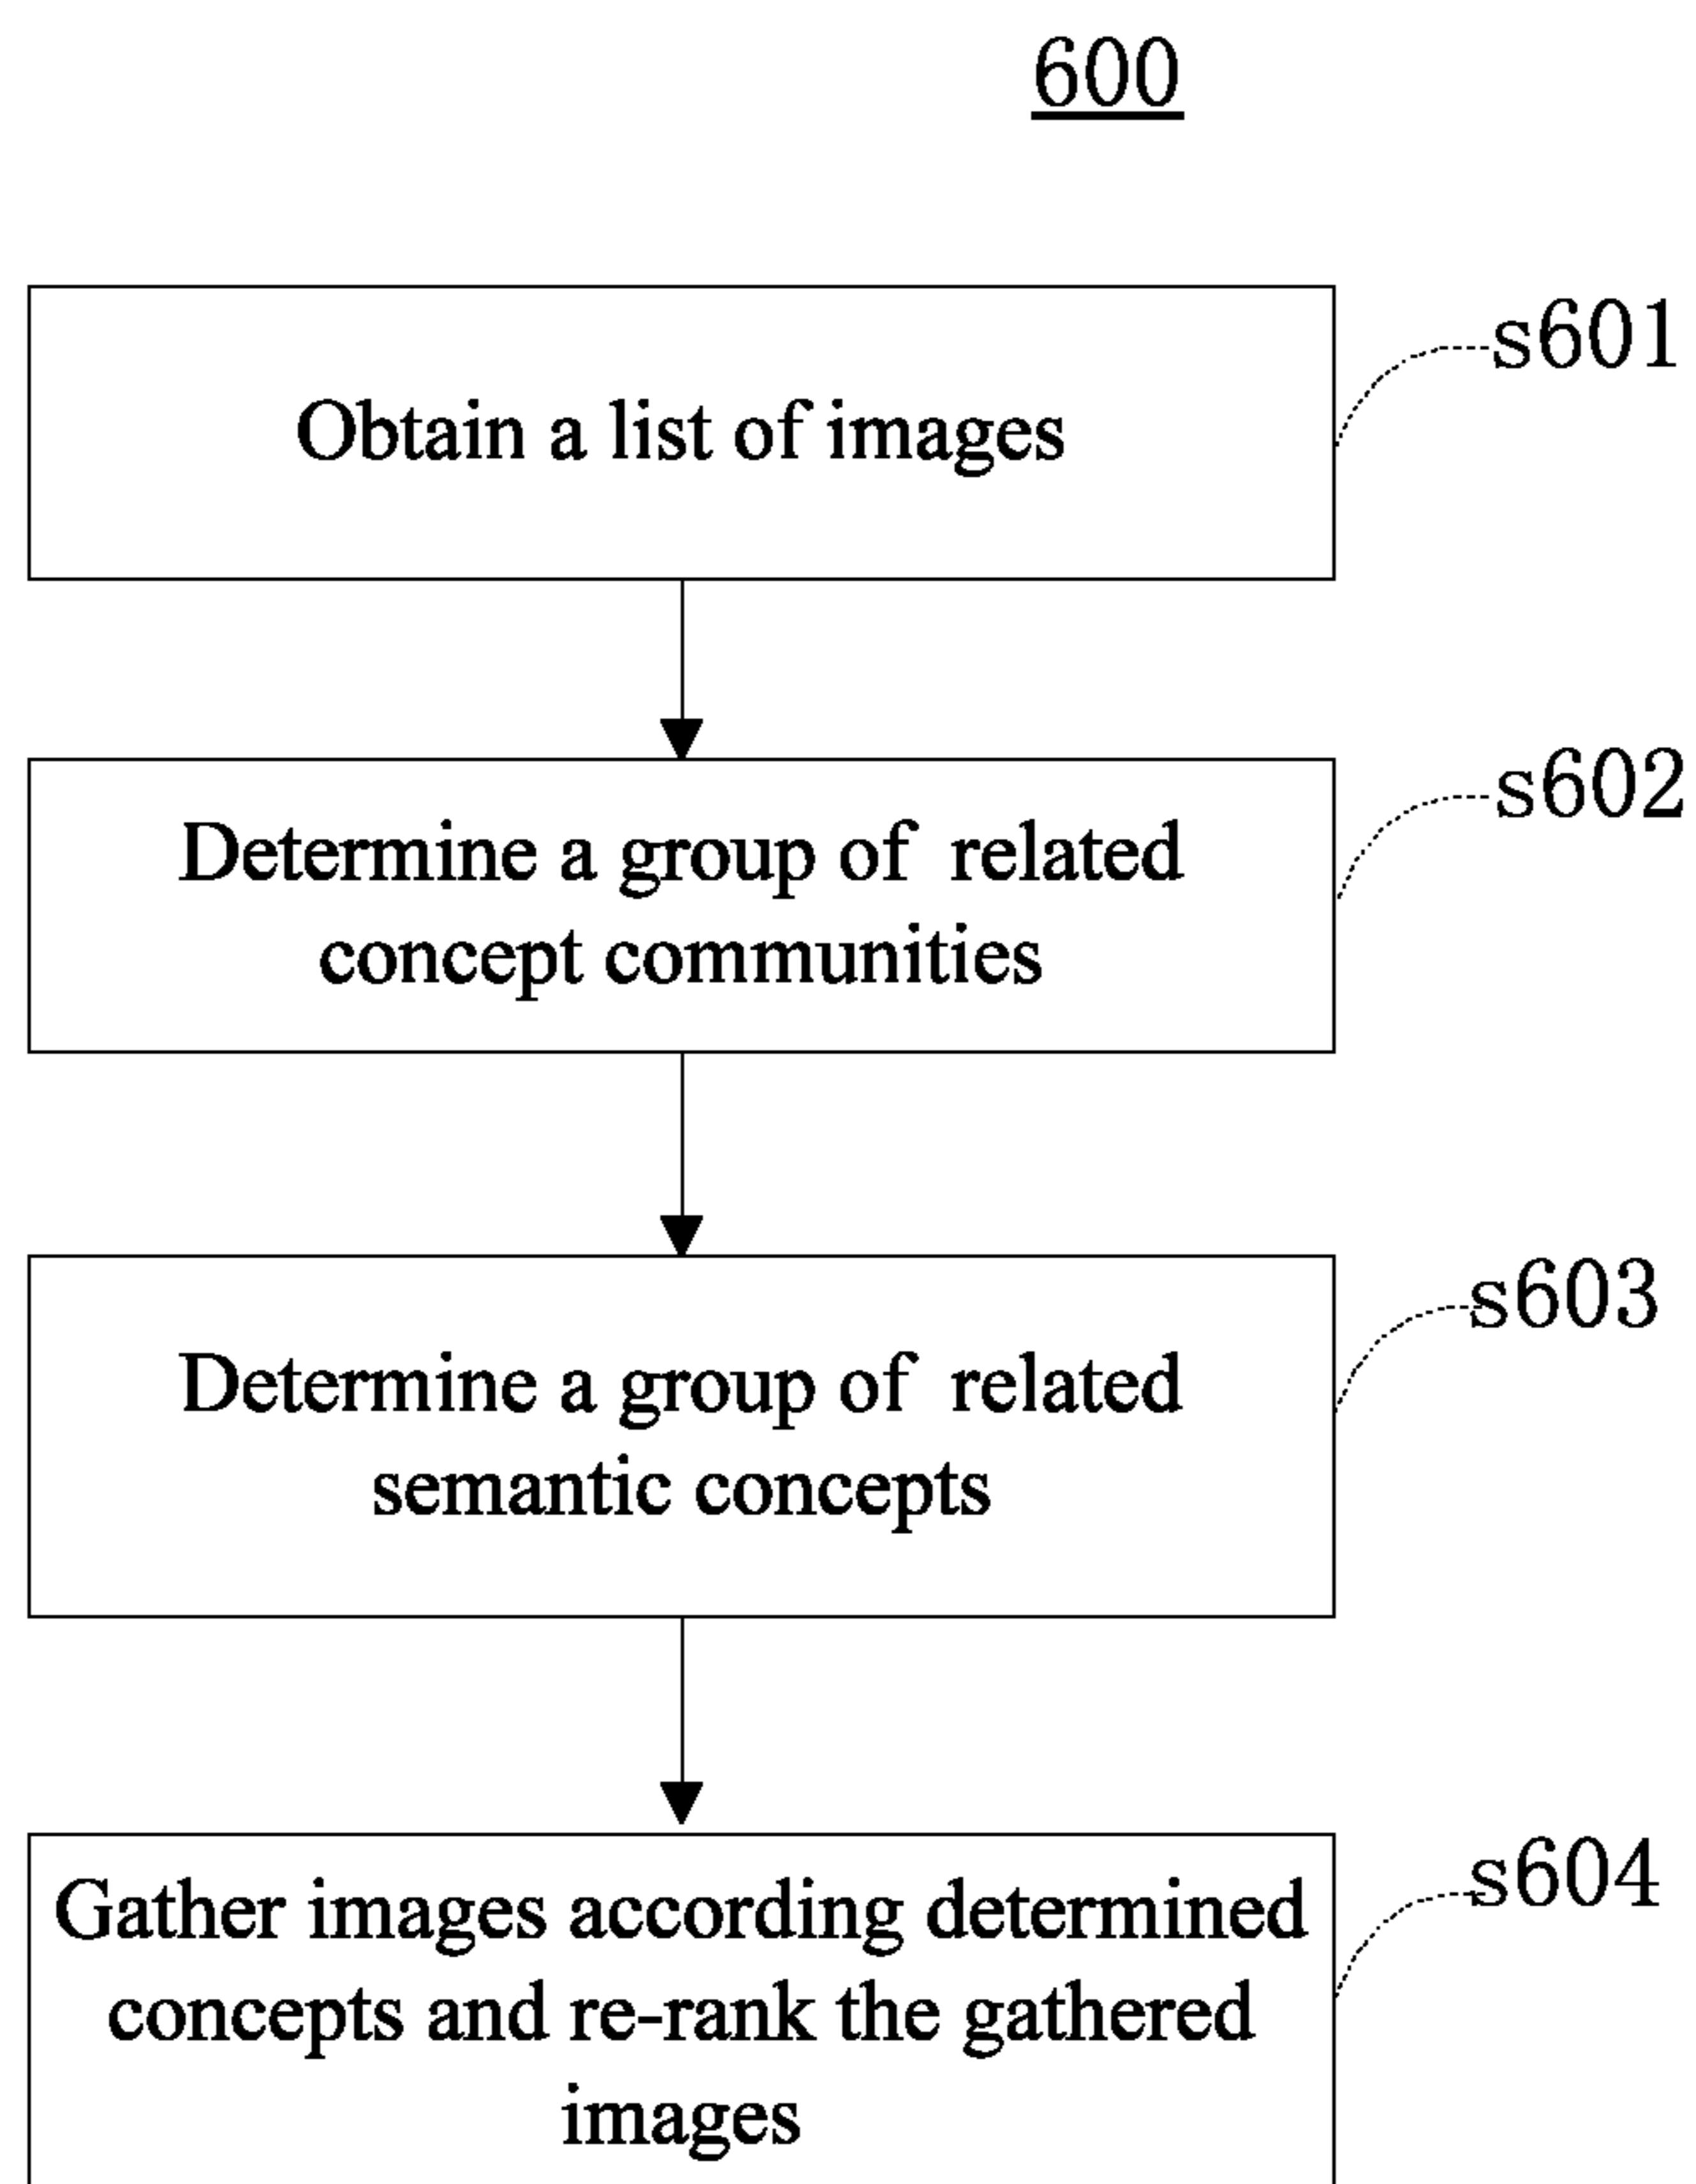 600
Obtain a list of images
s601
Determine a group of related
concept communities
s602
Determine a group of related
semantic concepts
s603
Gather images according determined
concepts and re-rank the gathered
images
s604